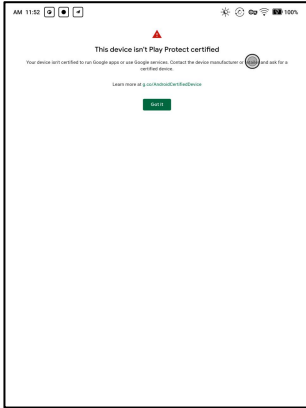 AM 11:52
100%
This device isn't Play Protect certified
Your device isn't certified to run Google apps or use Google services. Contact the device manufacturer or and ask for a
certified device.
Learn more at g.co/AndroidCertifiedDevice
Got it